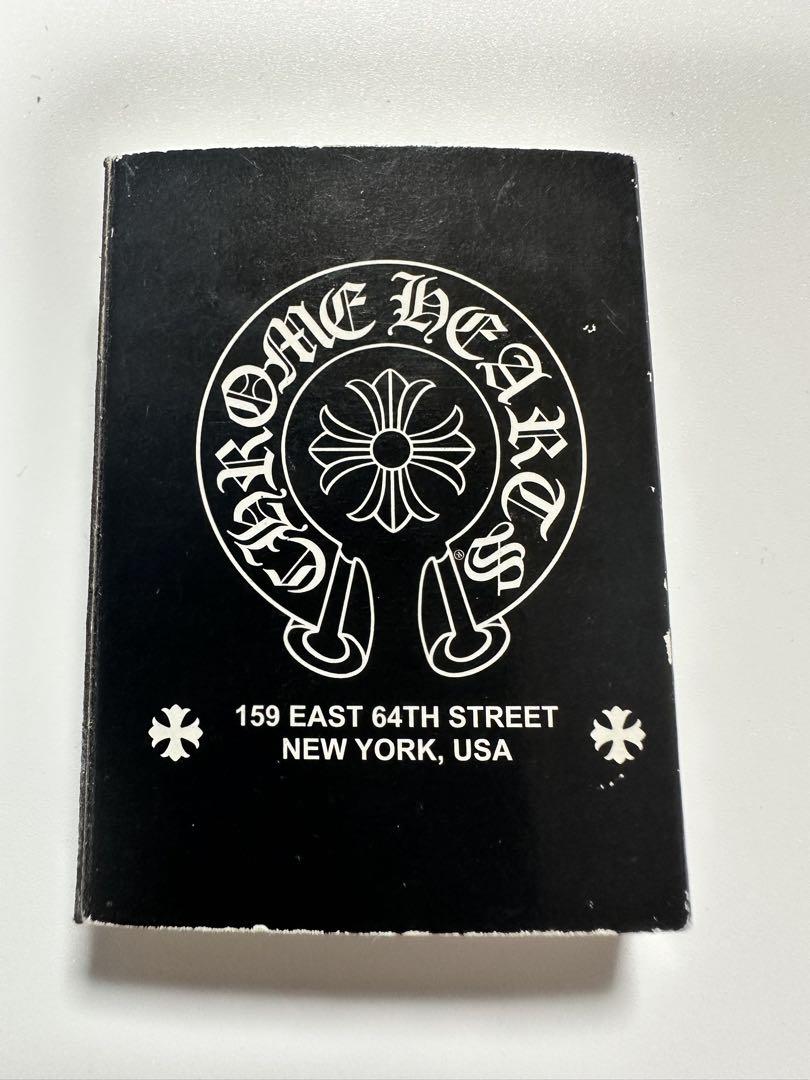 CHROME HEARTS
®
159 EAST 64TH STREET
NEW YORK, USA